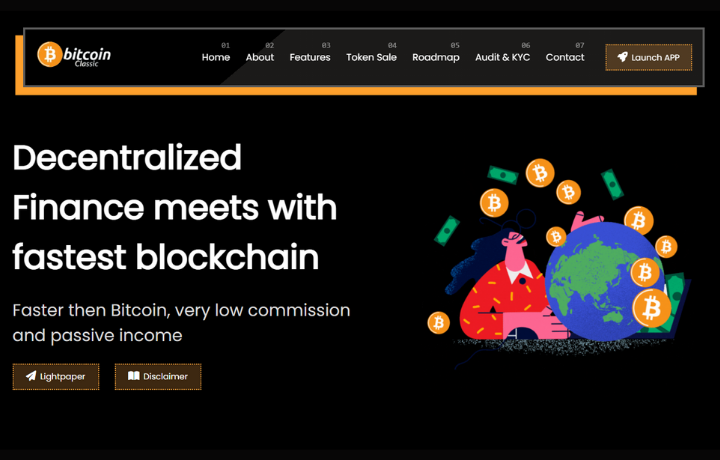 bitcoin
Classic
01 02 03 04 05 06 07
Home About Features Token Sale Roadmap Audit & KYC Contact Launch APP
Decentralized
Finance meets with
fastest blockchain
Faster then Bitcoin, very low commission
and passive income
Lightpaper Disclaimer